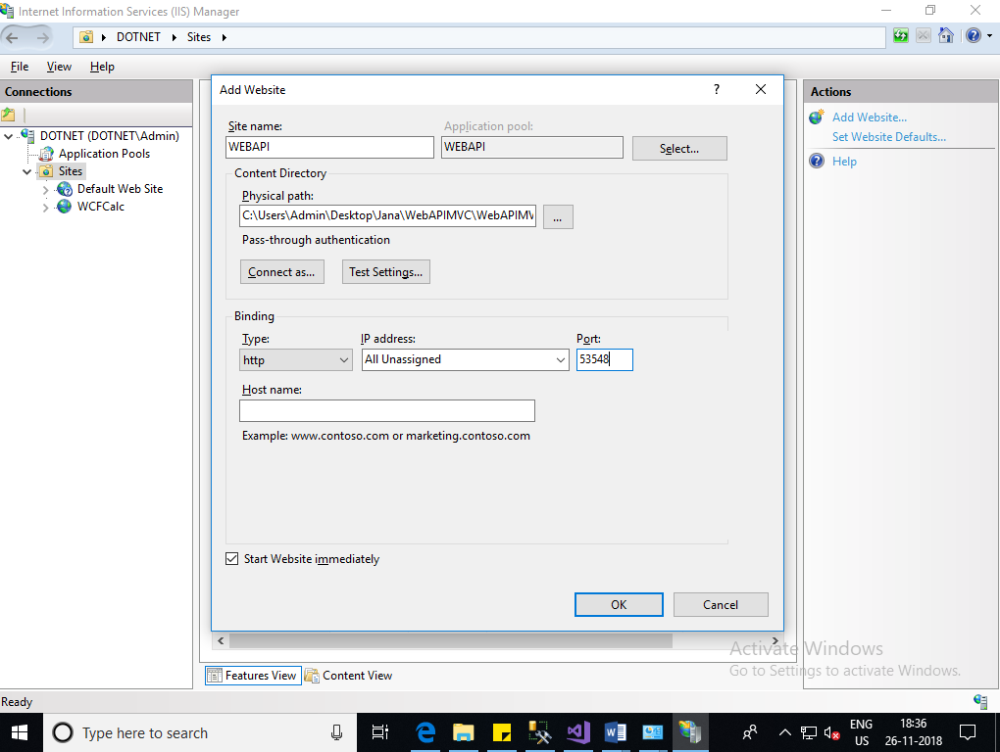 Internet Information Services (IIS) Manager
DOTNET Sites
File View Help
Connections
DOTNET (DOTNET\Admin)
Application Pools
Sites
Default Web Site
WCFCalc
Add Website ?
Site name: Application pool:
WEBAPI WEBAPI Select...
Content Directory
Physical path:
C:\Users\Admin\Desktop\Jana\WebAPIMVC\WebAPIMV ...
Pass-through authentication
Connect as... Test Settings...
Binding
Type: IP address: Port:
http All Unassigned 53548
Host name:
Example: www.contoso.com or marketing.contoso.com
Start Website immediately
OK Cancel
Actions
Add Website...
Set Website Defaults...
Help
Features View Content View
Activate Windows
Go to Settings to activate Windows.
Ready
Type here to search
ENG 18:36
US 26-11-2018